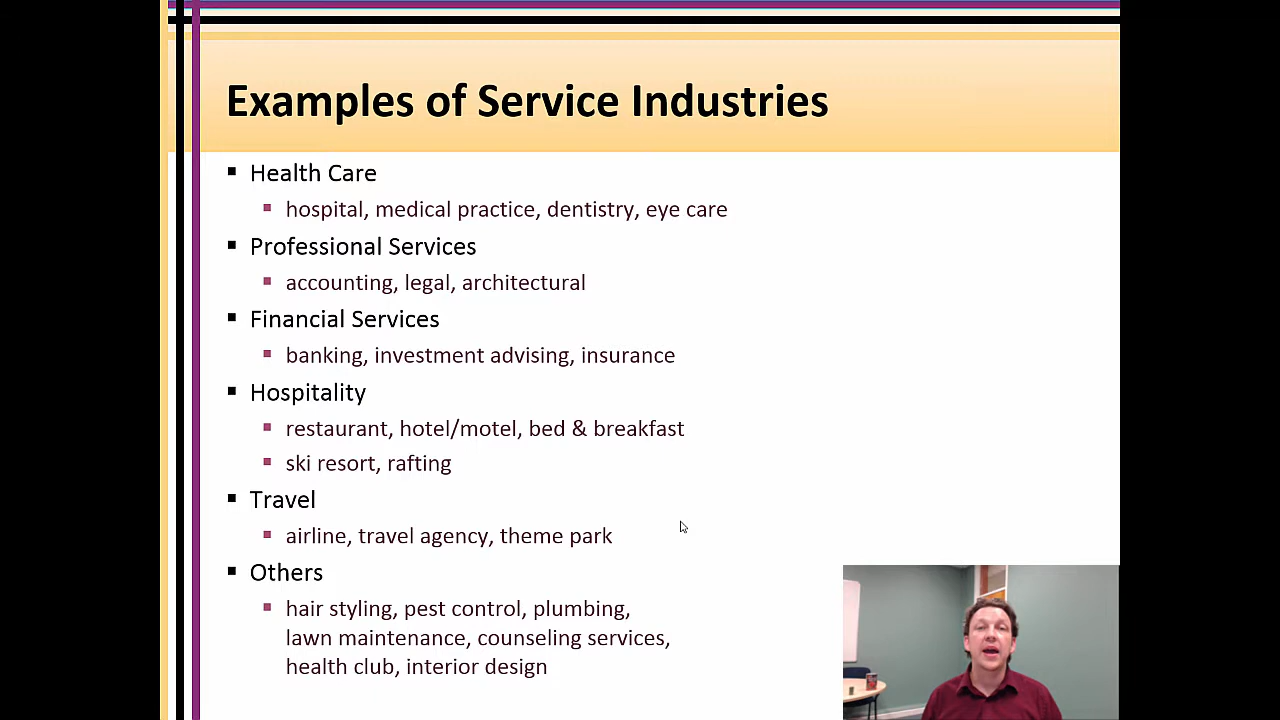 Examples of Service Industries
Health Care
hospital, medical practice, dentistry, eye care
Professional Services
accounting, legal, architectural
Financial Services
banking, investment advising, insurance
Hospitality
restaurant, hotel/motel, bed & breakfast
ski resort, rafting
Travel
airline, travel agency, theme park
Others
hair styling, pest control, plumbing,
lawn maintenance, counseling services,
health club, interior design